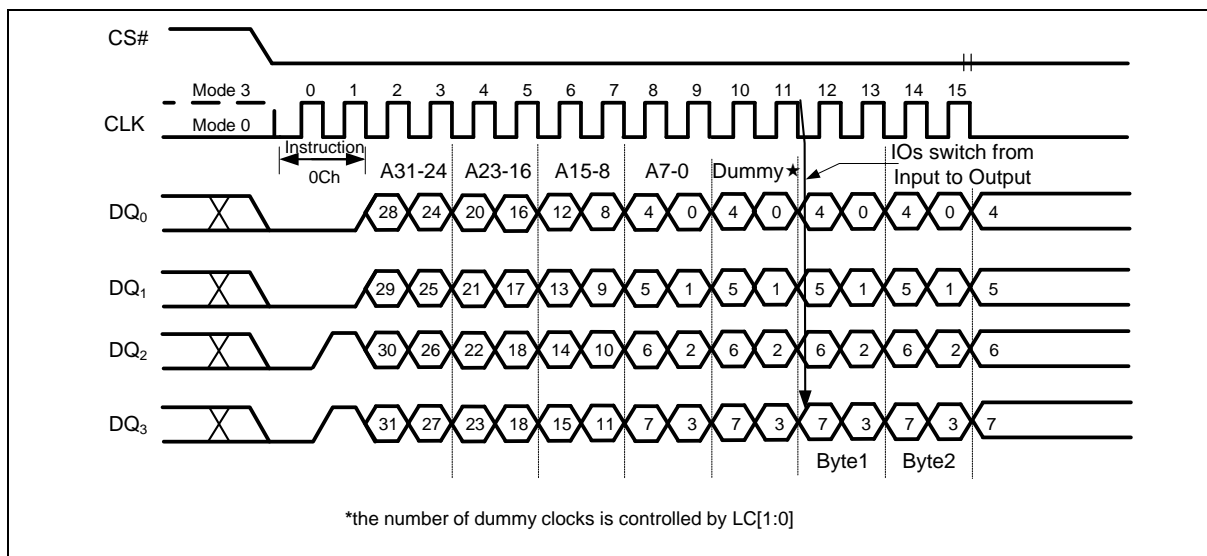 CS#
Mode 3 0 1 2 3 4 5 6 7 8 9 10 11 12 13 14 15
CLK Mode 0
Instruction IOs switch from
0Ch A31-24 A23-16 A15-8 A7-0 Dummy★ Input to Output
DQ0 28 24 20 16 12 8 4 0 4 0 4 0 4 0 4
DQ1 29 25 21 17 13 9 5 1 5 1 5 1 5 1 5
DQ2 30 26 22 18 14 10 6 2 6 2 6 2 6 2 6
DQ3 31 27 23 18 15 11 7 3 7 3 7 3 7 3 7
Byte1 Byte2
*the number of dummy clocks is controlled by LC[1:0]